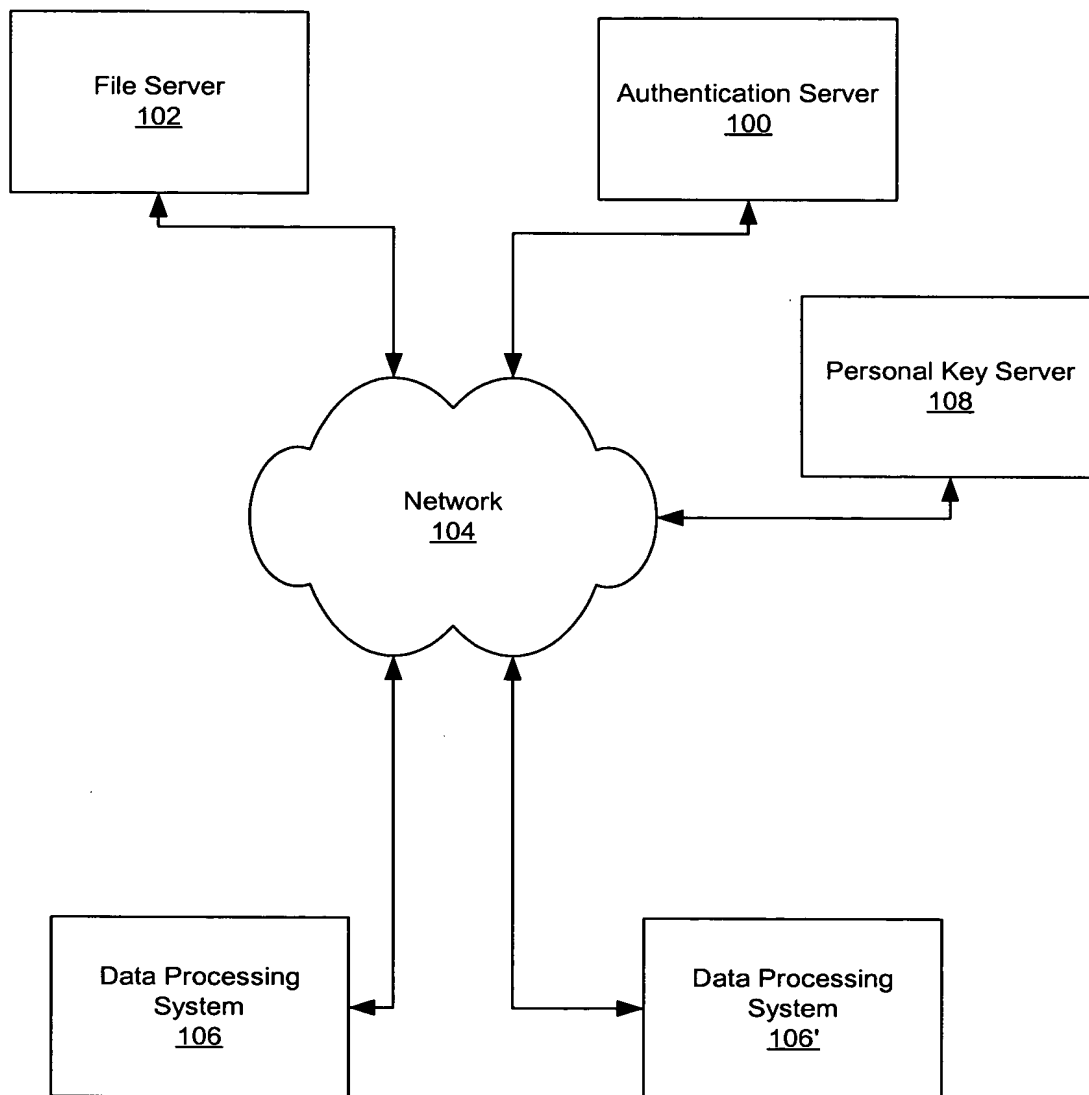 File Server
102
Authentication Server
100
Personal Key Server
108
Network
104
Data Processing
System
106
Data Processing
System
106'